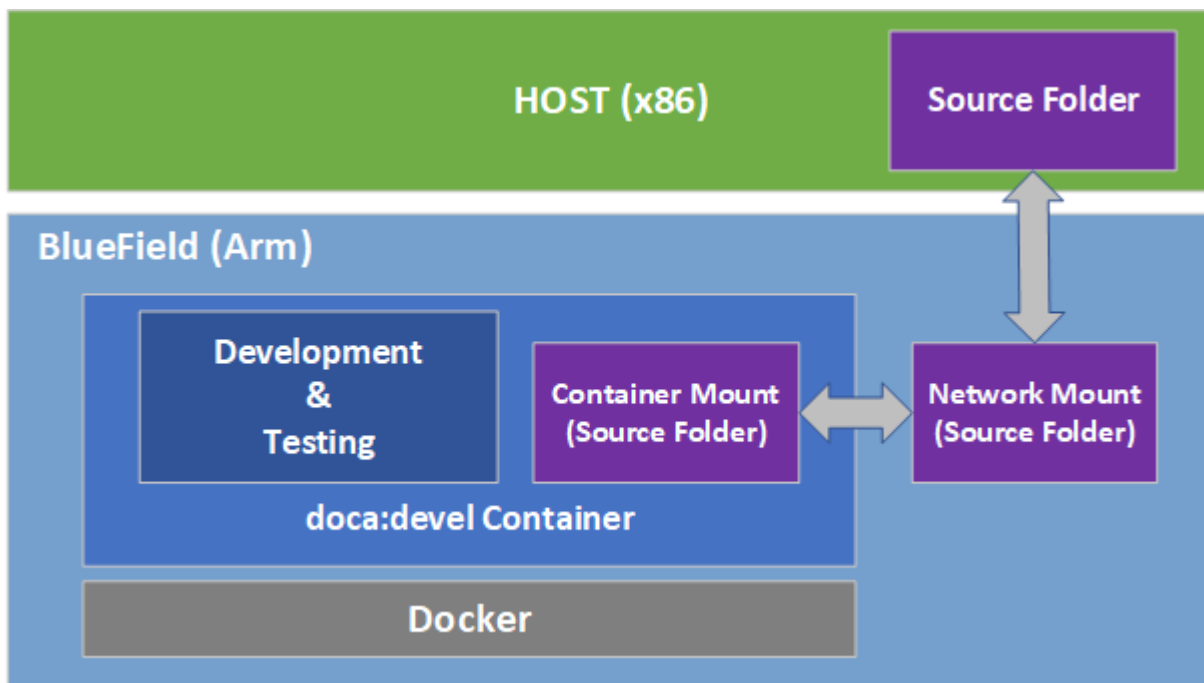 HOST (x86)
Source Folder
BlueField (Arm)
Development
&
Testing
Container Mount
(Source Folder)
Network Mount
(Source Folder)
doca:devel Container
Docker